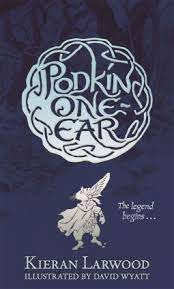 PODKIN
ONE-
EAR
The legend
begins...
KIERAN LARWOOD
ILLUSTRATED BY DAVID WYATT